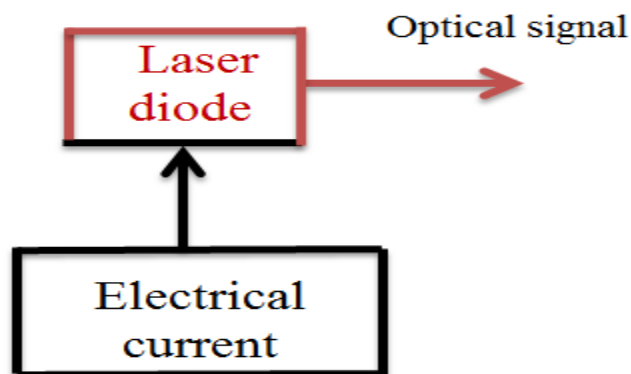 Optical signal
Laser
diode
Electrical
current